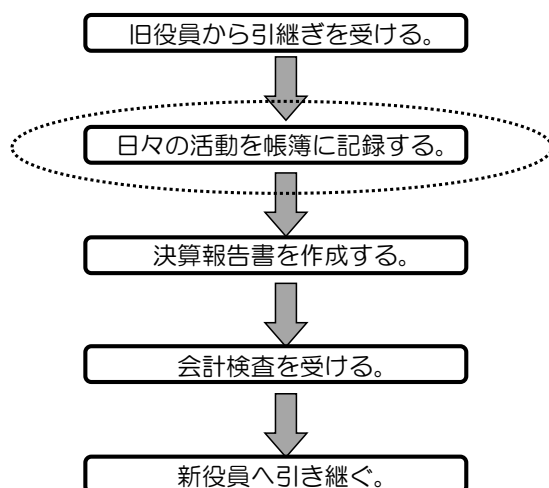 旧役員から引継ぎを受ける。
日々の活動を帳簿に記録する。
決算報告書を作成する。
会計検査を受ける。
新役員へ引き継ぐ。